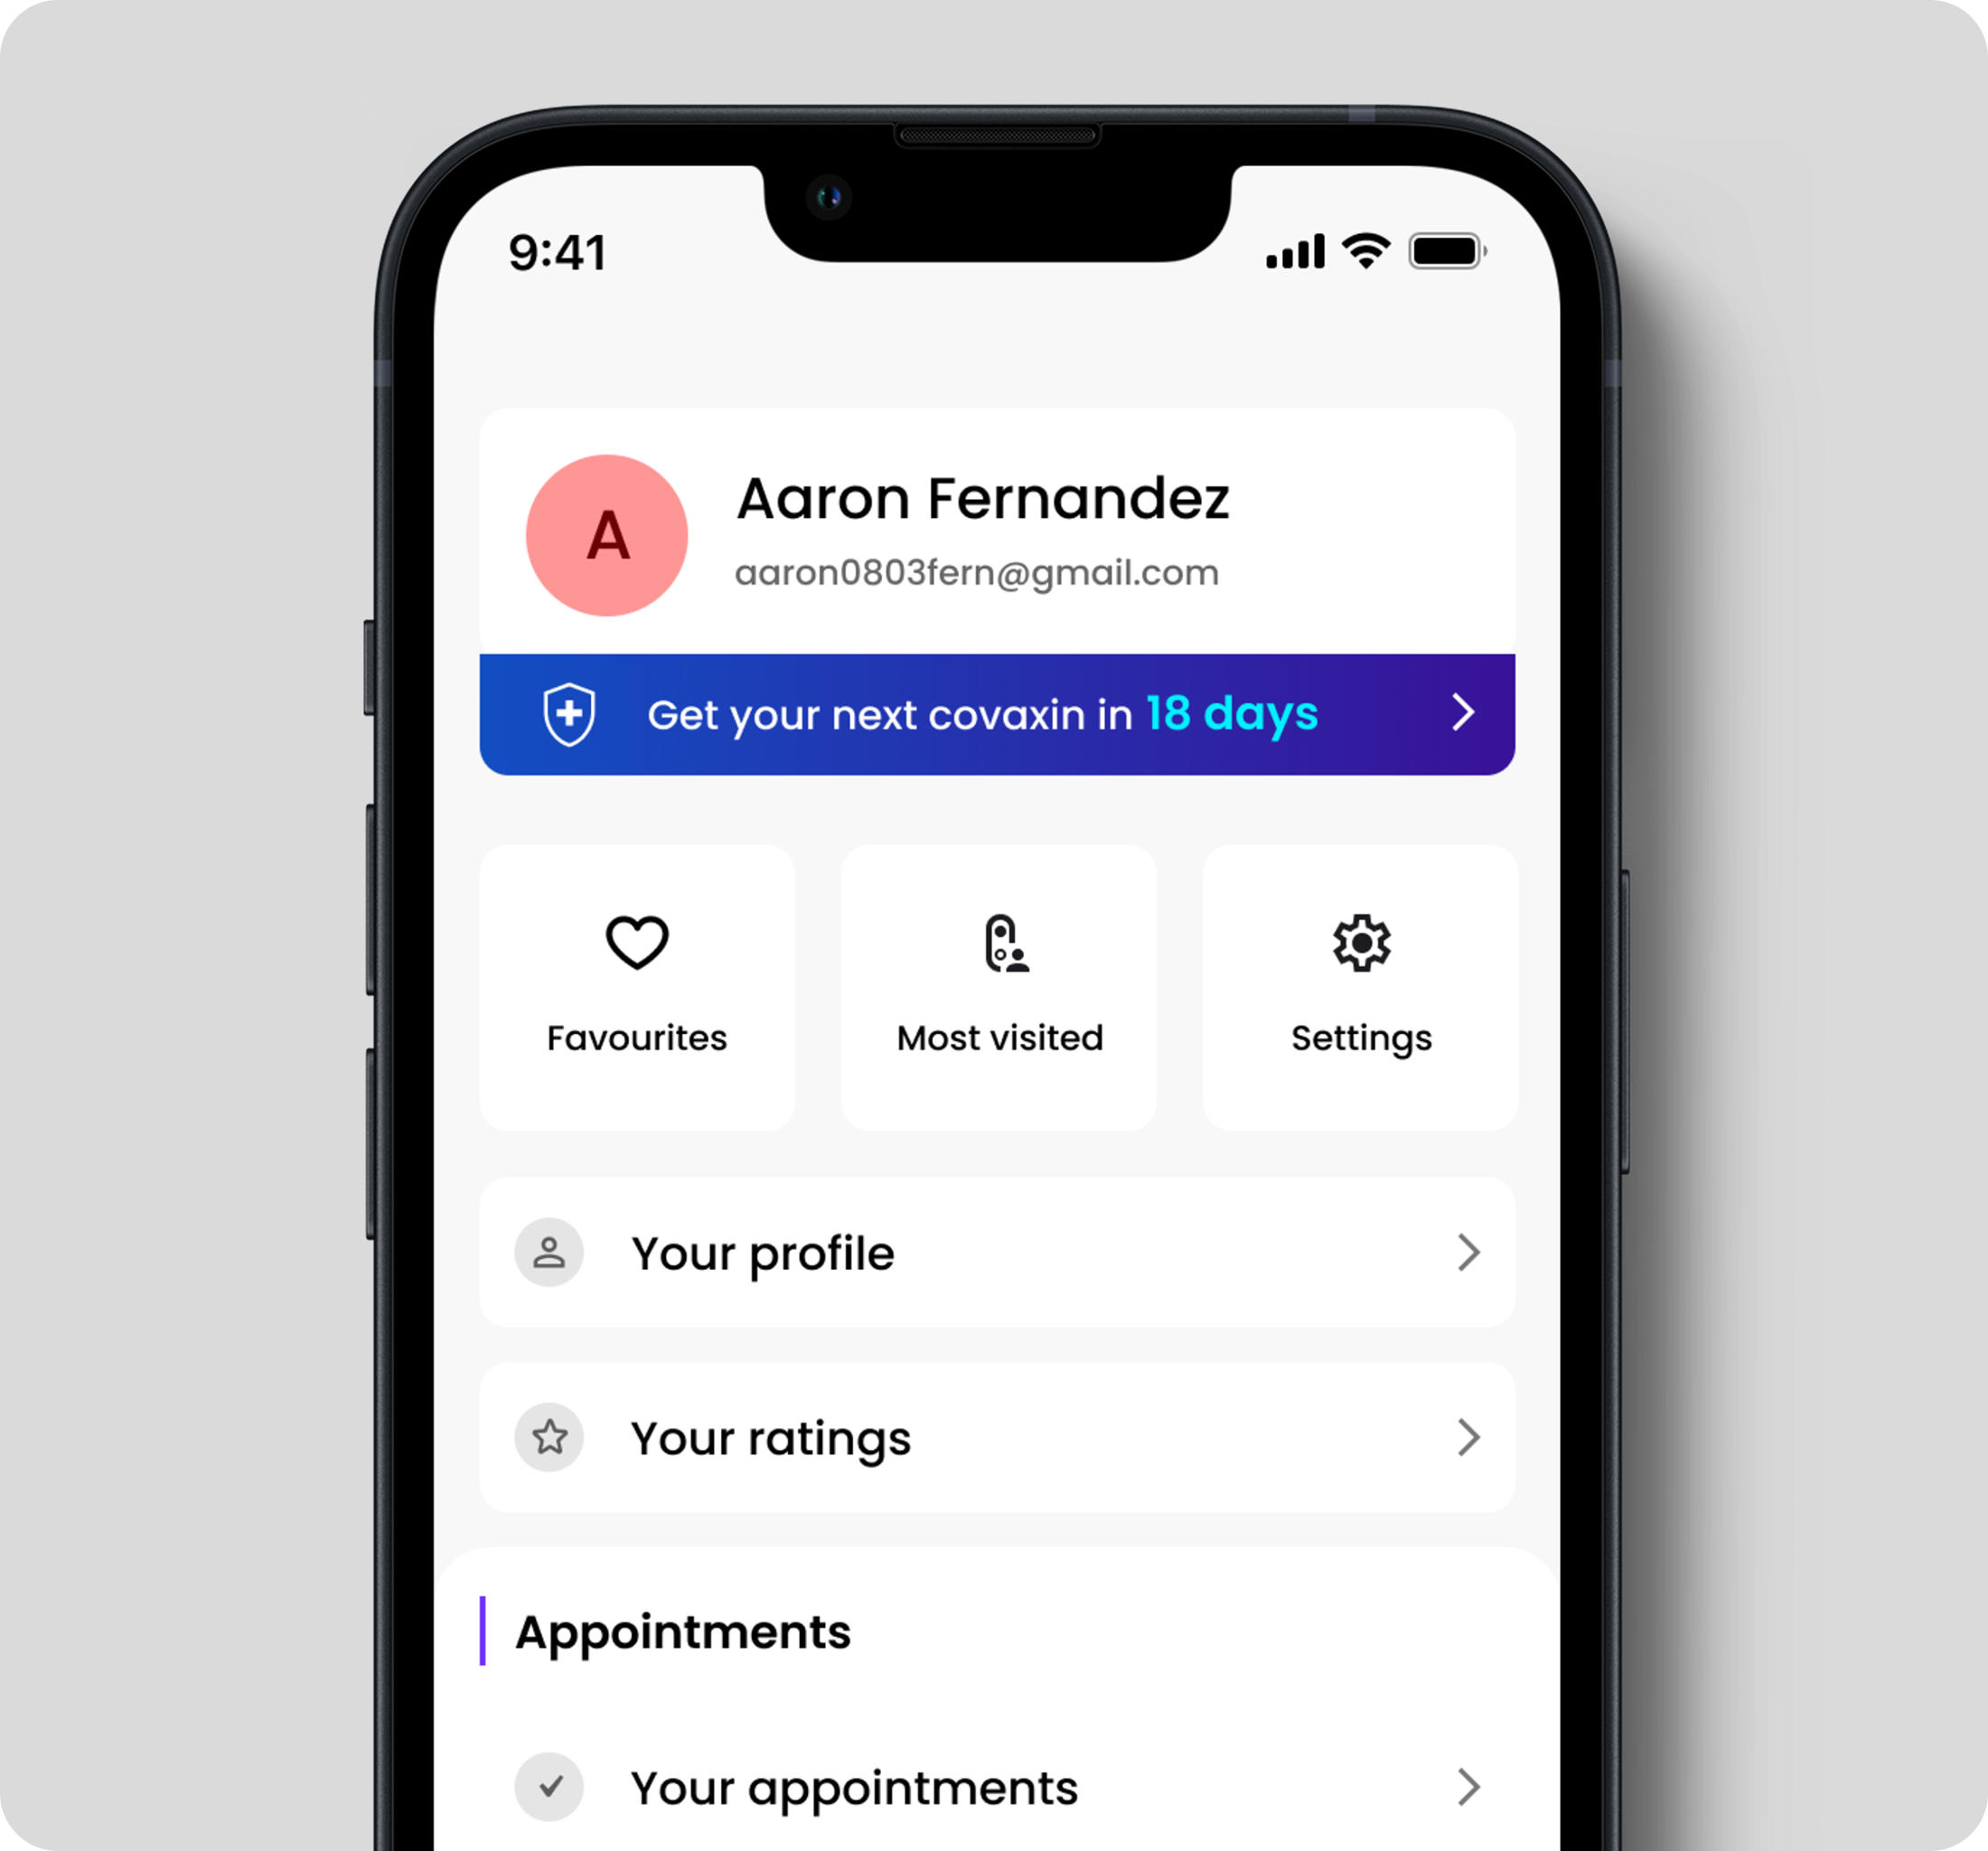 9:41
A
Aaron Fernandez
aaron0803fern@gmail.com
Get your next covaxin in 18 days
Favourites
Most visited
Settings
Your profile
Your ratings
Appointments
Your appointments